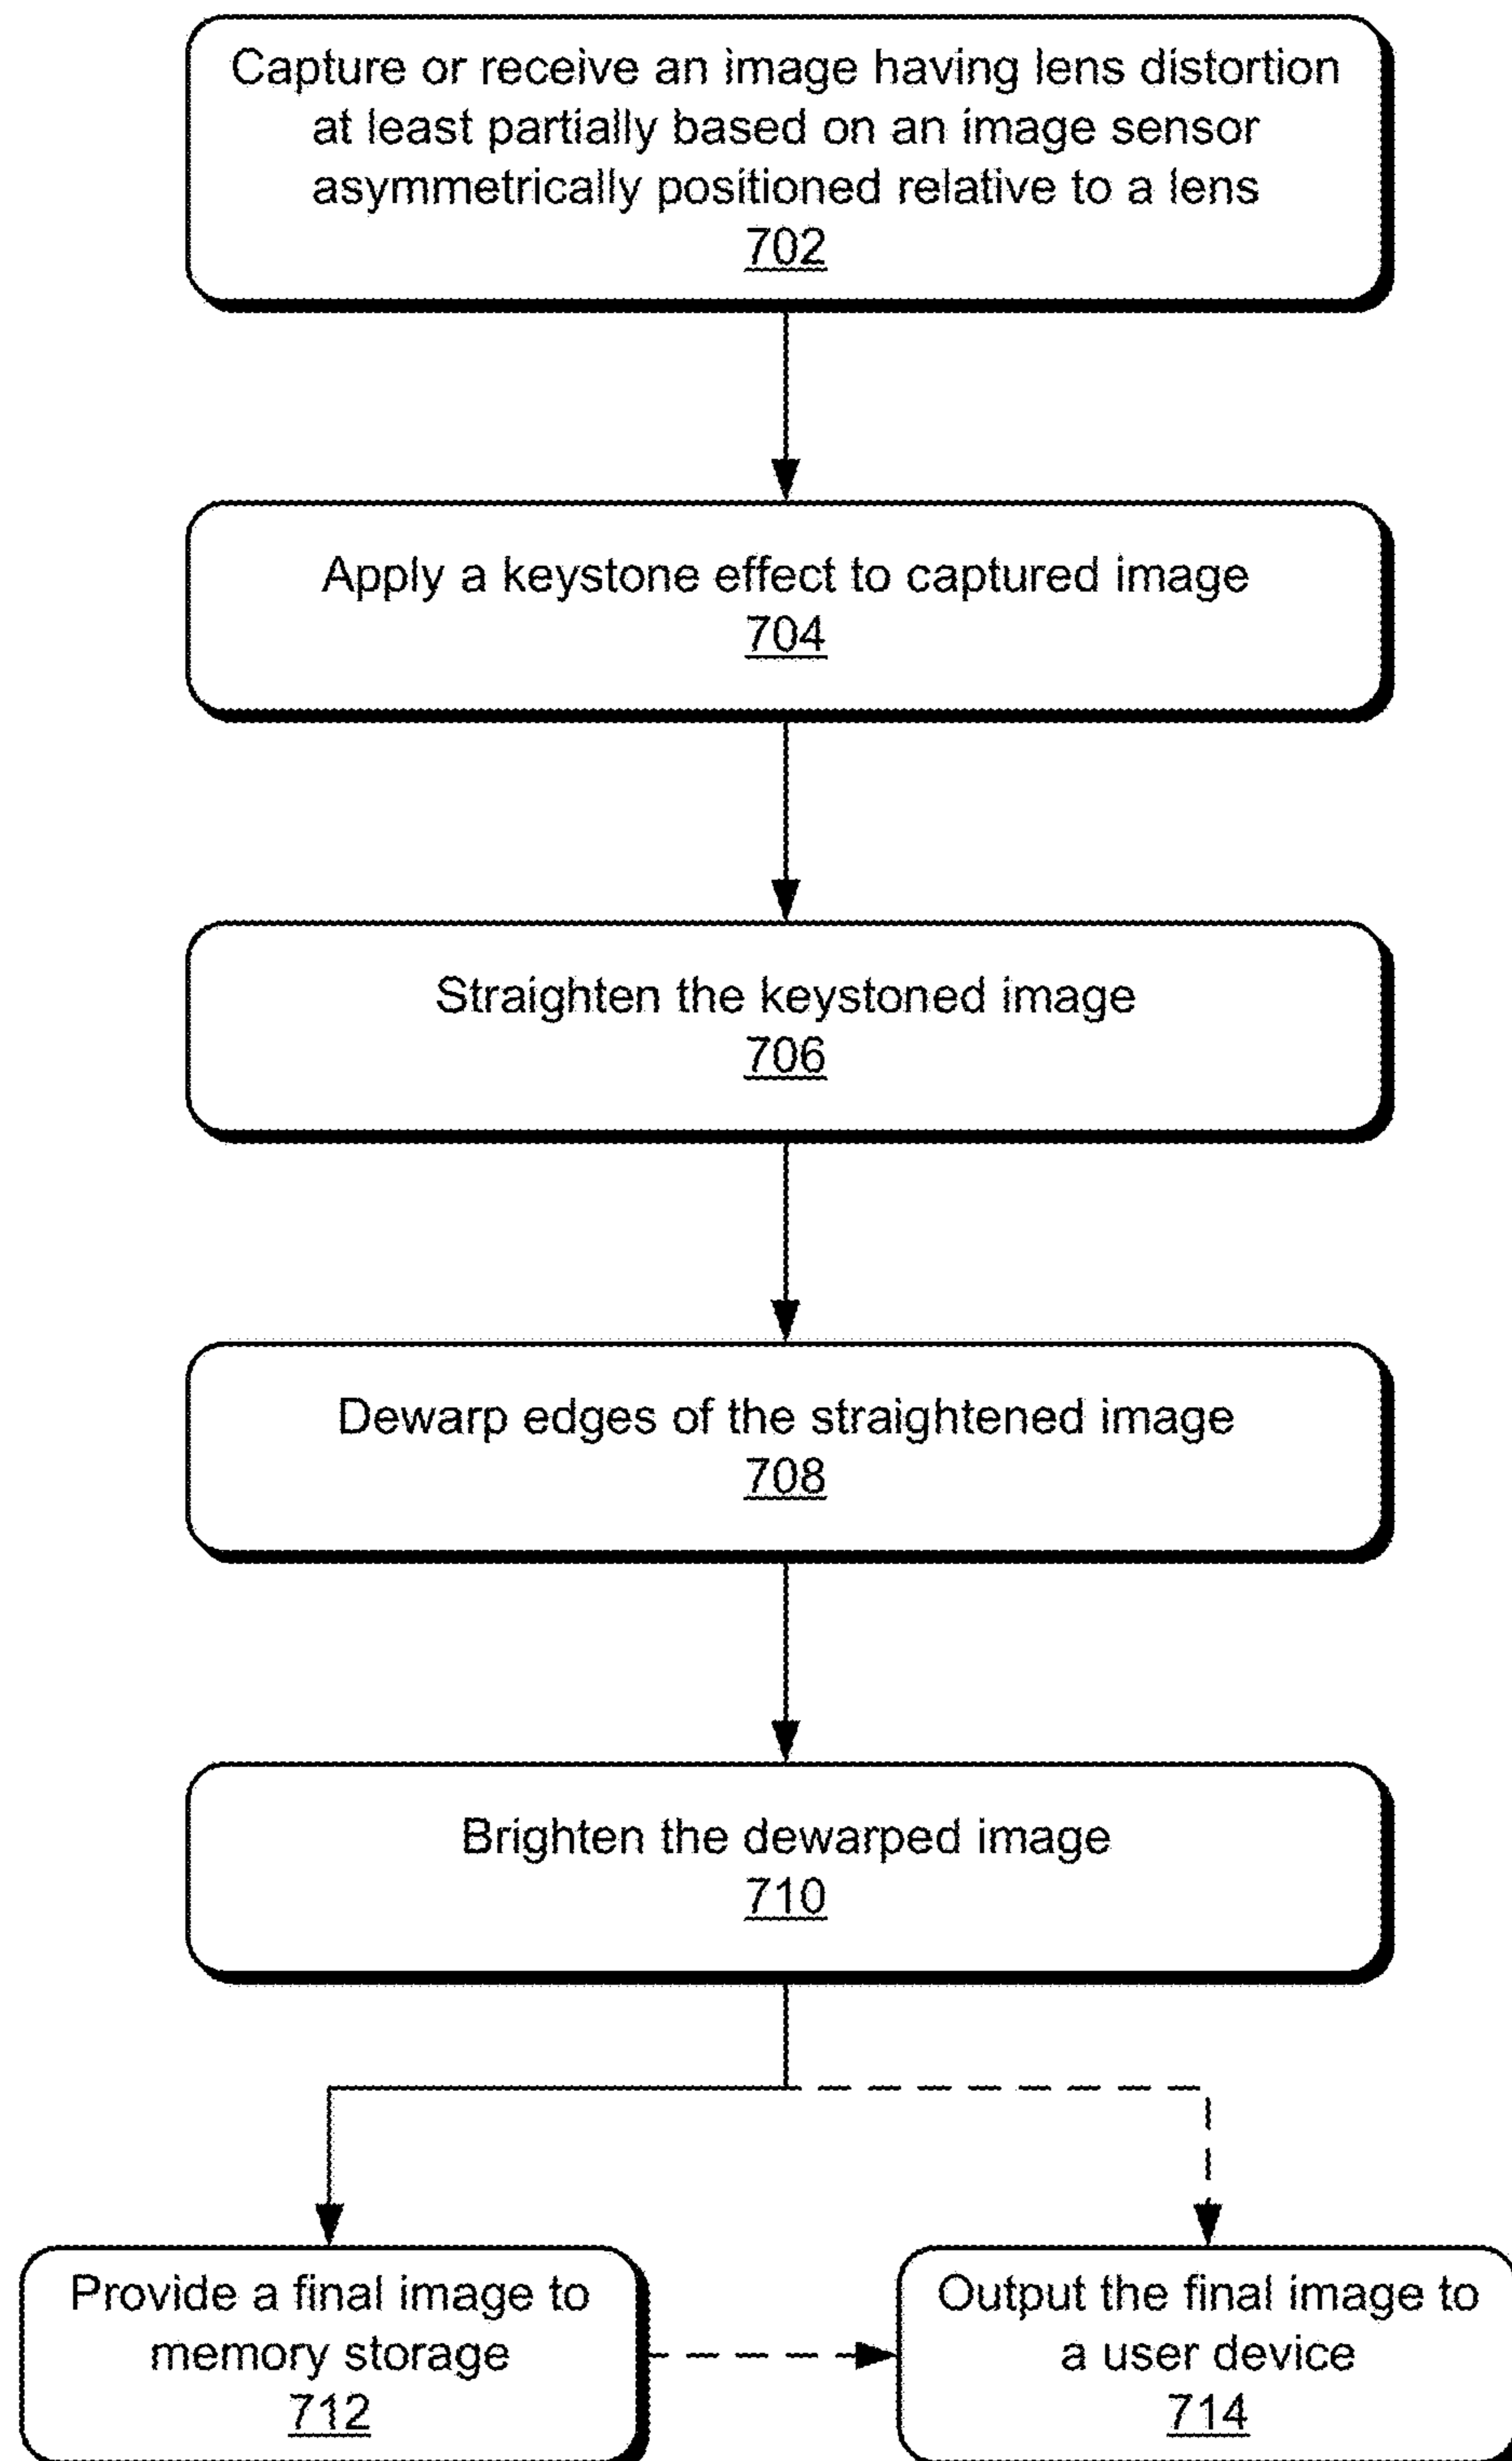 Capture or receive an image having lens distortion
at least partially based on an image sensor
asymmetrically positioned relative to a lens
702
Apply a keystone effect to captured image
704
Straighten the keystoned image
706
Dewarp edges of the straightened image
708
Brighten the dewarped image
710
Provide a final image to
memory storage
712
Output the final image to
a user device
714